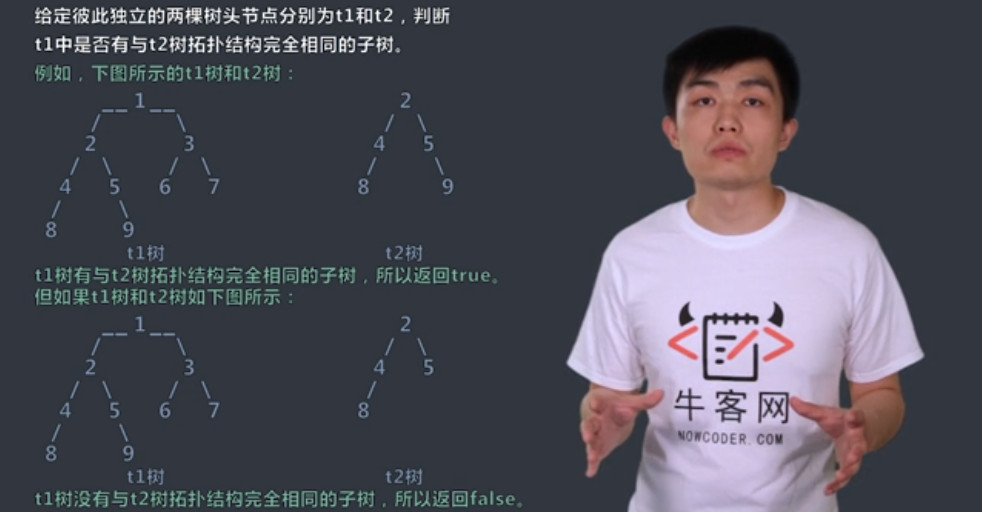 给定彼此独立的两棵树头节点分别为t1和t2，判断
t1中是否有与t2树拓扑结构完全相同的子树。
例如，下图所示的t1树和t2树：
__ 1 __ 2
/ \ / \
2 3 4 5
/ \ / \ / \
4 5 6 7 8 9
/ \
8 9
t1树 t2树
t1树有与t2树拓扑结构完全相同的子树，所以返回true。
但如果t1树和t2树如下图所示：
__ 1 __ 2
/ \ / \
2 3 4 5
/ \ / \ /
4 5 6 7 8
/ \
8 9
t1树 t2树
t1树没有与t2树拓扑结构完全相同的子树，所以返回false。
牛客网
NOWCODER.COM